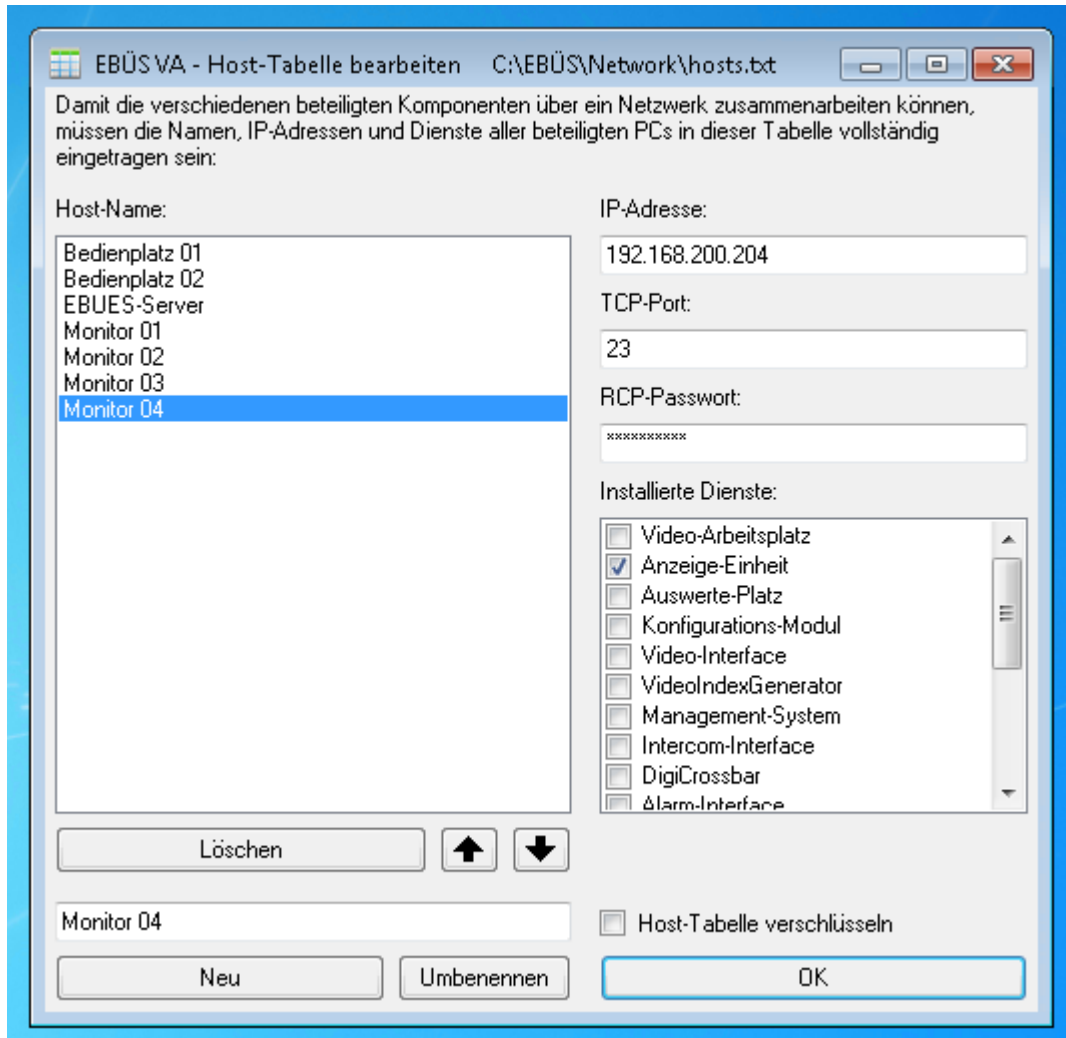 EBÜS VA - Host-Tabelle bearbeiten C:\EBÜS\Network\hosts.txt
Damit die verschiedenen beteiligten Komponenten über ein Netzwerk zusammenarbeiten können,
müssen die Namen, IP-Adressen und Dienste aller beteiligten PCs in dieser Tabelle vollständig
eingetragen sein:
Host-Name:
Bedienplatz 01
Bedienplatz 02
EBUES-Server
Monitor 01
Monitor 02
Monitor 03
Monitor 04
Löschen
Monitor 04
Neu
Umbenennen
IP-Adresse:
192.168.200.204
TCP-Port:
23
RCP-Passwort:
**********
Installierte Dienste:
Video-Arbeitsplatz
Anzeige-Einheit
Auswerte-Platz
Konfigurations-Modul
Video-Interface
VideoIndexGenerator
Management-System
Intercom-Interface
DigiCrossbar
Alarm-Interface
Host-Tabelle verschlüsseln
OK